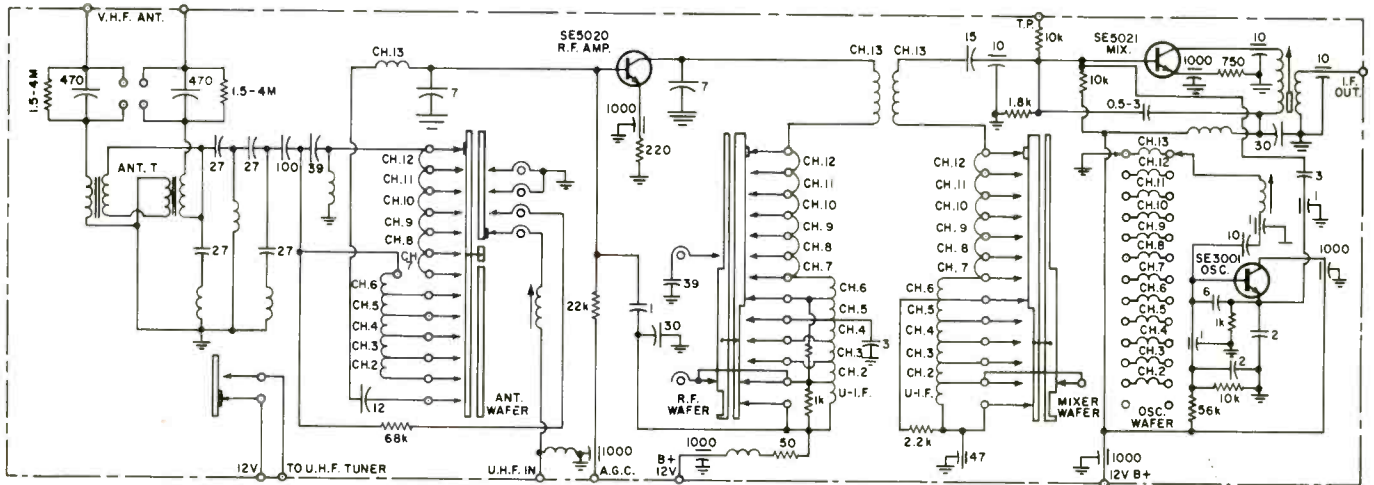 V.H.F. ANT.
1.5-4M
470
470
1.5-4M
ANT. T
27
27
100
39
27
27
CH.13
7
CH.12
CH.11
CH.10
CH.9
CH.8
CH.
7
CH.6
CH.5
CH.4
CH.3
CH.2
12
68k
ANT.
WAFER
12V
TO U.H.F. TUNER
U.H.F. IN
1000
A.G.C.
SE5020
R.F. AMP.
1000
220
7
22k
1
30
39
R.F.
WAFER
B+
12V
1000
50
1k
CH.13
CH.12
CH.11
CH.10
CH.9
CH.8
CH.7
CH.6
CH.5
CH.4
CH.3
CH.2
U-I.F.
3
CH.13
CH.12
CH.11
CH.10
CH.9
CH.8
CH.7
CH.6
CH.5
CH.4
CH.3
CH.2
U-I.F.
2.2k
47
MIXER
WAFER
15
10
T.P.
10k
1.8k
10k
SE5021
MIX.
1000
750
10
10
I.F.
OUT.
0.5-3
30
3
1
CH.13
CH.12
CH.11
CH.10
CH.9
CH.8
CH.7
CH.6
CH.5
CH.4
CH.3
CH.2
OSC.
WAFER
1
10
SE3001
OSC.
1000
6
1k
1
2
2
10k
56k
1000
12V B+